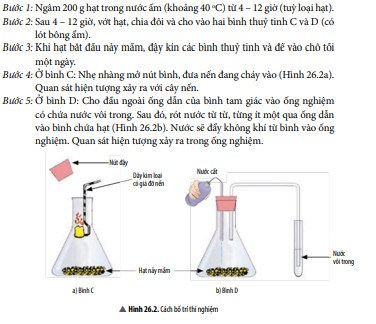 Bước 1: Ngâm 200 g hạt trong nước ấm (khoảng 40 °C) từ 4 – 12 giờ (tuỳ loại hạt).
Bước 2: Sau 4 – 12 giờ, vớt hạt, chia đôi và cho vào hai bình thuỷ tinh C và D (có
lót bông ẩm).
Bước 3: Khi hạt bắt đầu nảy mầm, đậy kín các bình thuỷ tinh và để vào chỗ tối
một ngày.
Bước 4: Ở bình C: Nhẹ nhàng mở nút bình, đưa nến đang cháy vào (Hình 26.2a).
Quan sát hiện tượng xảy ra với cây nến.
Bước 5: Ở bình D: Cho đầu ngoài ống dẫn của bình tam giác vào ống nghiệm
có chứa nước vôi trong. Sau đó, rót nước từ từ, từng ít một qua ống dẫn
vào bình chứa hạt (Hình 26.2b). Nước sẽ đẩy không khí từ bình vào ống
nghiệm. Quan sát hiện tượng xảy ra trong ống nghiệm.
Nút đậy
Dây kim loại
có giá đỡ nến
Nước cất
Hạt nảy mầm
Nước
vôi trong
a) Bình C
b) Bình D
▲ Hình 26.2. Cách bố trí thí nghiệm